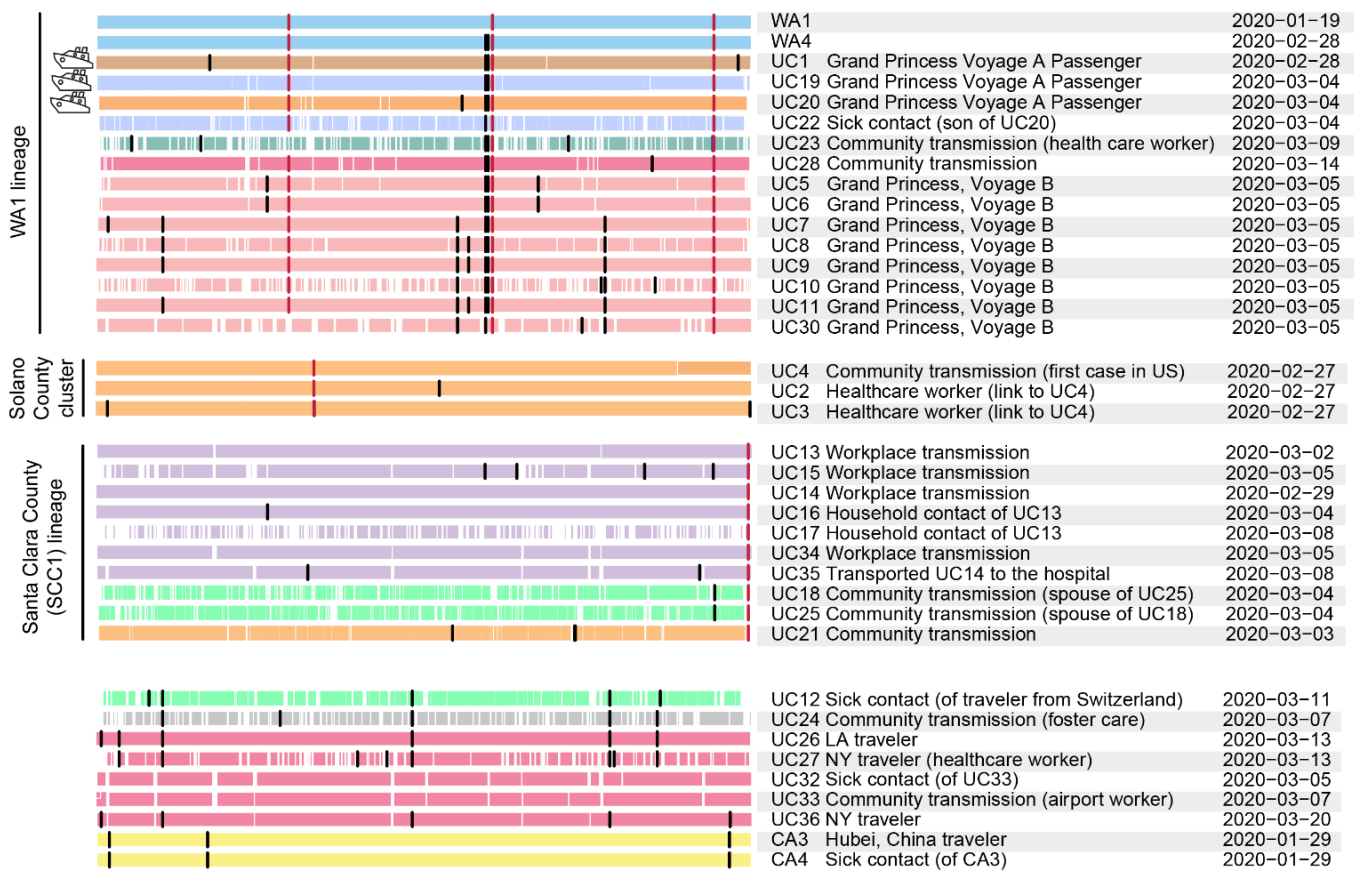 WA1 lineage
WA1 2020-01-19
WA4 2020-02-28
UC1 Grand Princess Voyage A Passenger 2020-02-28
UC19 Grand Princess Voyage A Passenger 2020-03-04
UC20 Grand Princess Voyage A Passenger 2020-03-04
UC22 Sick contact (son of UC20) 2020-03-04
UC23 Community transmission (health care worker) 2020-03-09
UC28 Community transmission 2020-03-14
UC5 Grand Princess, Voyage B 2020-03-05
UC6 Grand Princess, Voyage B 2020-03-05
UC7 Grand Princess, Voyage B 2020-03-05
UC8 Grand Princess, Voyage B 2020-03-05
UC9 Grand Princess, Voyage B 2020-03-05
UC10 Grand Princess, Voyage B 2020-03-05
UC11 Grand Princess, Voyage B 2020-03-05
UC30 Grand Princess, Voyage B 2020-03-05
Solano
County
cluster
UC4 Community transmission (first case in US) 2020-02-27
UC2 Healthcare worker (link to UC4) 2020-02-27
UC3 Healthcare worker (link to UC4) 2020-02-27
Santa Clara County
(SCC1) lineage
UC13 Workplace transmission 2020-03-02
UC15 Workplace transmission 2020-03-05
UC14 Workplace transmission 2020-02-29
UC16 Household contact of UC13 2020-03-04
UC17 Household contact of UC13 2020-03-08
UC34 Workplace transmission 2020-03-05
UC35 Transported UC14 to the hospital 2020-03-08
UC18 Community transmission (spouse of UC25) 2020-03-04
UC25 Community transmission (spouse of UC18) 2020-03-04
UC21 Community transmission 2020-03-03
UC12 Sick contact (of traveler from Switzerland) 2020-03-11
UC24 Community transmission (foster care) 2020-03-07
UC26 LA traveler 2020-03-13
UC27 NY traveler (healthcare worker) 2020-03-13
UC32 Sick contact (of UC33) 2020-03-05
UC33 Community transmission (airport worker) 2020-03-07
UC36 NY traveler 2020-03-20
CA3 Hubei, China traveler 2020-01-29
CA4 Sick contact (of CA3) 2020-01-29